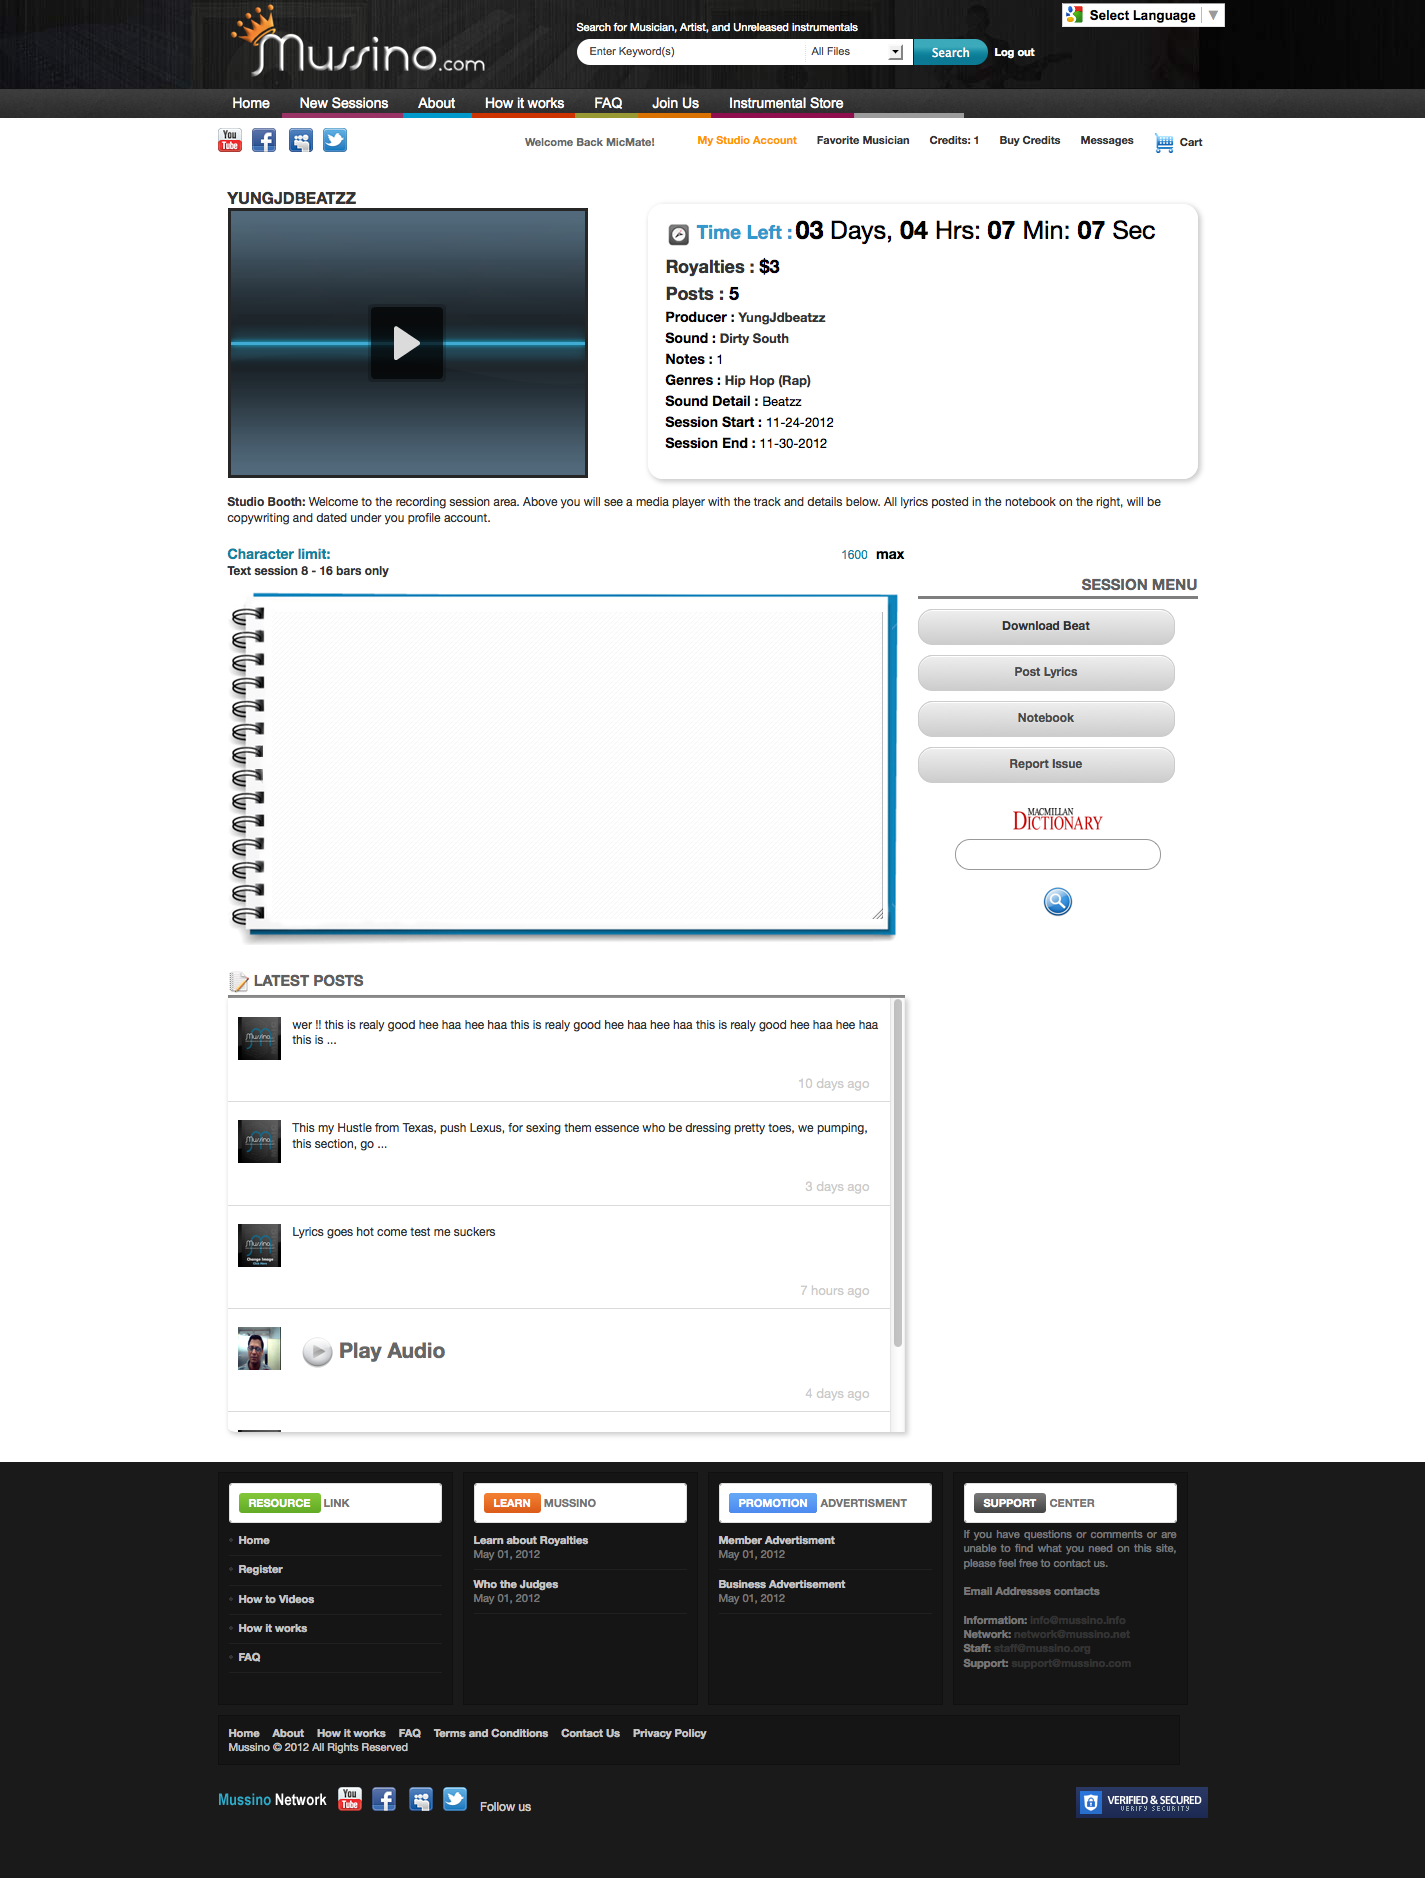 Select Language
Mussino.com
Search for Musician, Artist, and Unreleased instrumentals
Enter Keyword(s) All Files Search Log out
Home New Sessions About How it works FAQ Join Us Instrumental Store
You Tube
Welcome Back MicMate! My Studio Account Favorite Musician Credits: 1 Buy Credits Messages Cart
YUNGJDBEATZZ
Time Left : 03 Days, 04 Hrs: 07 Min: 07 Sec
Royalties : $3
Posts : 5
Producer : YungJdbeatzz
Sound : Dirty South
Notes : 1
Genres : Hip Hop (Rap)
Sound Detail : Beatzz
Session Start : 11-24-2012
Session End : 11-30-2012
Studio Booth: Welcome to the recording session area. Above you will see a media player with the track and details below. All lyrics posted in the notebook on the right, will be
copywriting and dated under you profile account.
Character limit: 1600 max
Text session 8 - 16 bars only
SESSION MENU
Download Beat
Post Lyrics
Notebook
Report Issue
MACMILLAN
DICTIONARY
LATEST POSTS
wer !! this is realy good hee haa hee haa this is realy good hee haa hee haa this is realy good hee haa hee haa
this is ...
10 days ago
This my Hustle from Texas, push Lexus, for sexing them essence who be dressing pretty toes, we pumping,
this section, go ...
3 days ago
Lyrics goes hot come test me suckers
7 hours ago
Play Audio
4 days ago
RESOURCE LINK
Home
Register
How to Videos
How it works
FAQ
LEARN MUSSINO
Learn about Royalties
May 01, 2012
Who the Judges
May 01, 2012
PROMOTION ADVERTISMENT
Member Advertisment
May 01, 2012
Business Advertisement
May 01, 2012
SUPPORT CENTER
If you have questions or comments or are
unable to find what you need on this site,
please feel free to contact us.
Email Addresses contacts
Information: info@mussino.info
Network: network@mussino.net
Staff: staff@mussino.org
Support: support@mussino.com
Home About How it works FAQ Terms and Conditions Contact Us Privacy Policy
Mussino © 2012 All Rights Reserved
Mussino Network You Tube Follow us
VERIFIED & SECURED
VERIFY SECURITY